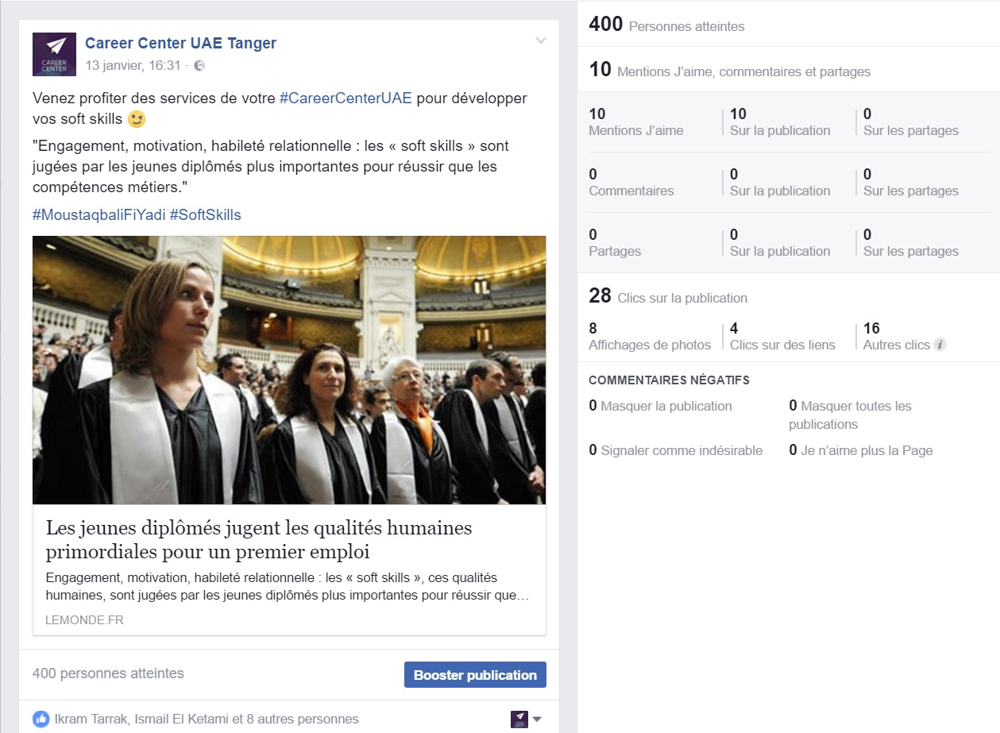 Career Center UAE Tanger
13 janvier, 16:31 ·
CAREER
CENTER
Venez profiter des services de votre #CareerCenterUAE pour développer
vos soft skills 😉
"Engagement, motivation, habileté relationnelle : les « soft skills » sont
jugées par les jeunes diplômés plus importantes pour réussir que les
compétences métiers."
#MoustaqbaliFiYadi #SoftSkills
Les jeunes diplômés jugent les qualités humaines
primordiales pour un premier emploi
Engagement, motivation, habileté relationnelle : les « soft skills », ces qualités
humaines, sont jugées par les jeunes diplômés plus importantes pour réussir que…
LEMONDE.FR
400 personnes atteintes
Booster publication
Ikram Tarrak, Ismail El Ketami et 8 autres personnes
400 Personnes atteintes
10 Mentions J’aime, commentaires et partages
10 10 0
Mentions J’aime Sur la publication Sur les partages
0 0 0
Commentaires Sur la publication Sur les partages
0 0 0
Partages Sur la publication Sur les partages
28 Clics sur la publication
8 4 16
Affichages de photos Clics sur des liens Autres clics i
COMMENTAIRES NÉGATIFS
0 Masquer la publication 0 Masquer toutes les
publications
0 Signaler comme indésirable 0 Je n’aime plus la Page